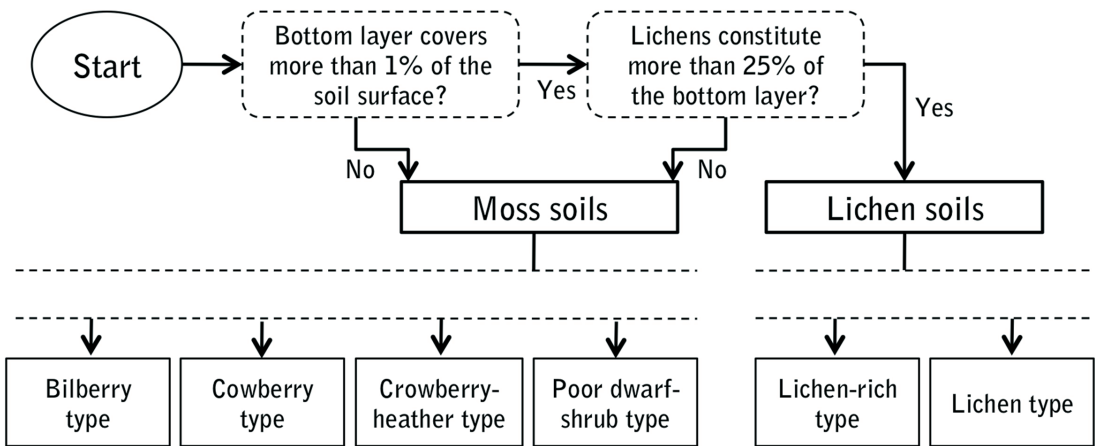 Start
Bottom layer covers
more than 1% of the
soil surface?
Yes
Lichens constitute
more than 25% of
the bottom layer?
Yes
No
No
Moss soils
Lichen soils
Bilberry
type
Cowberry
type
Crowberry-
heather type
Poor dwarf-
shrub type
Lichen-rich
type
Lichen type